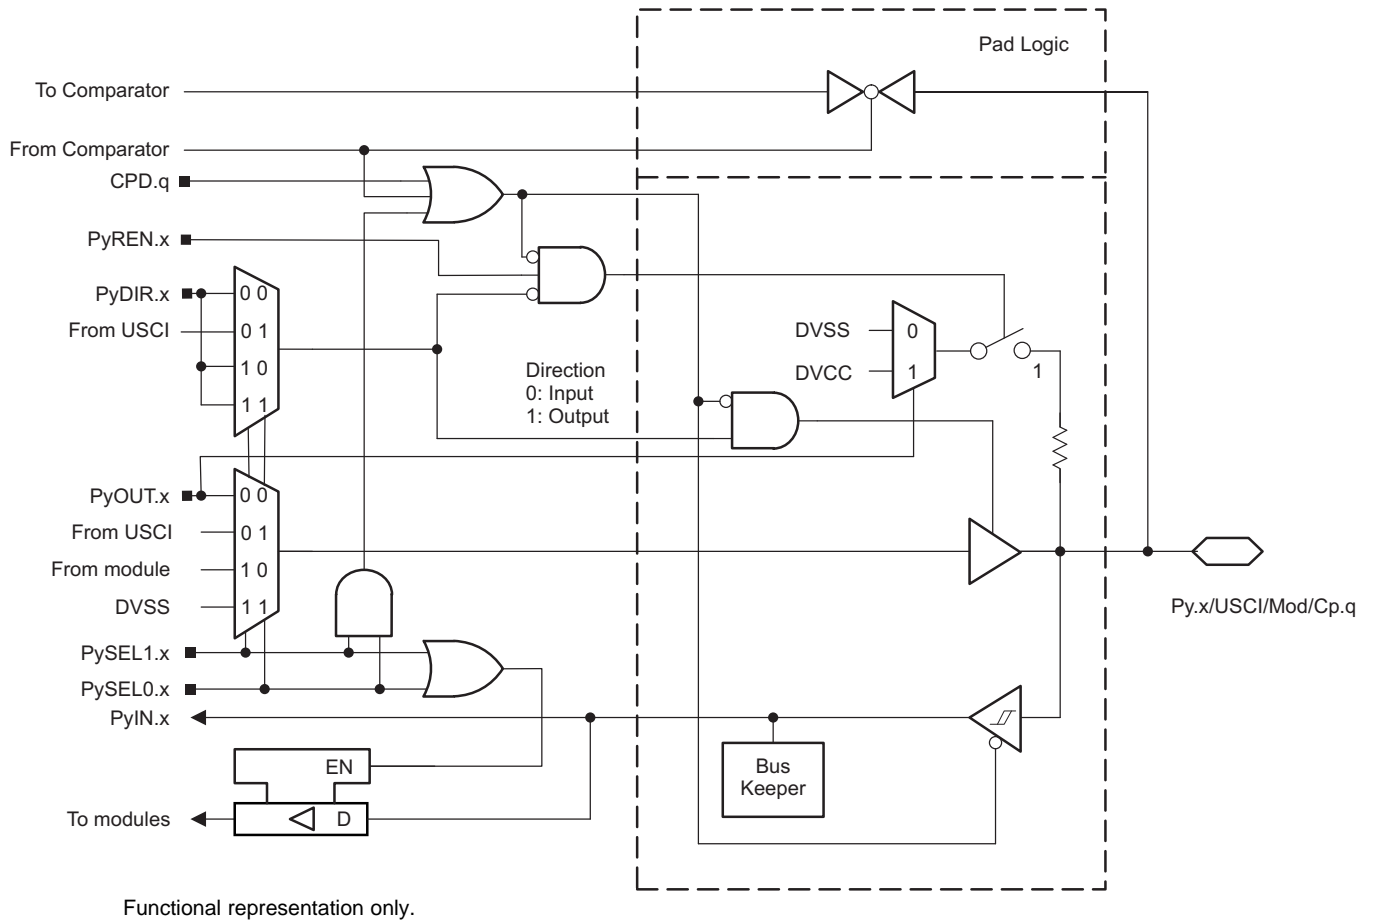 Pad Logic
To Comparator
From Comparator
CPD.q
PyREN.x
PyDIR.x
0 0
From USCI
0 1
1 0
1 1
Direction
0: Input
1: Output
DVSS
0
DVCC
1
1
PyOUT.x
0 0
From USCI
0 1
From module
1 0
DVSS
1 1
Py.x/USCI/Mod/Cp.q
PySEL1.x
PySEL0.x
PyIN.x
EN
Bus
Keeper
To modules
D
Functional representation only.